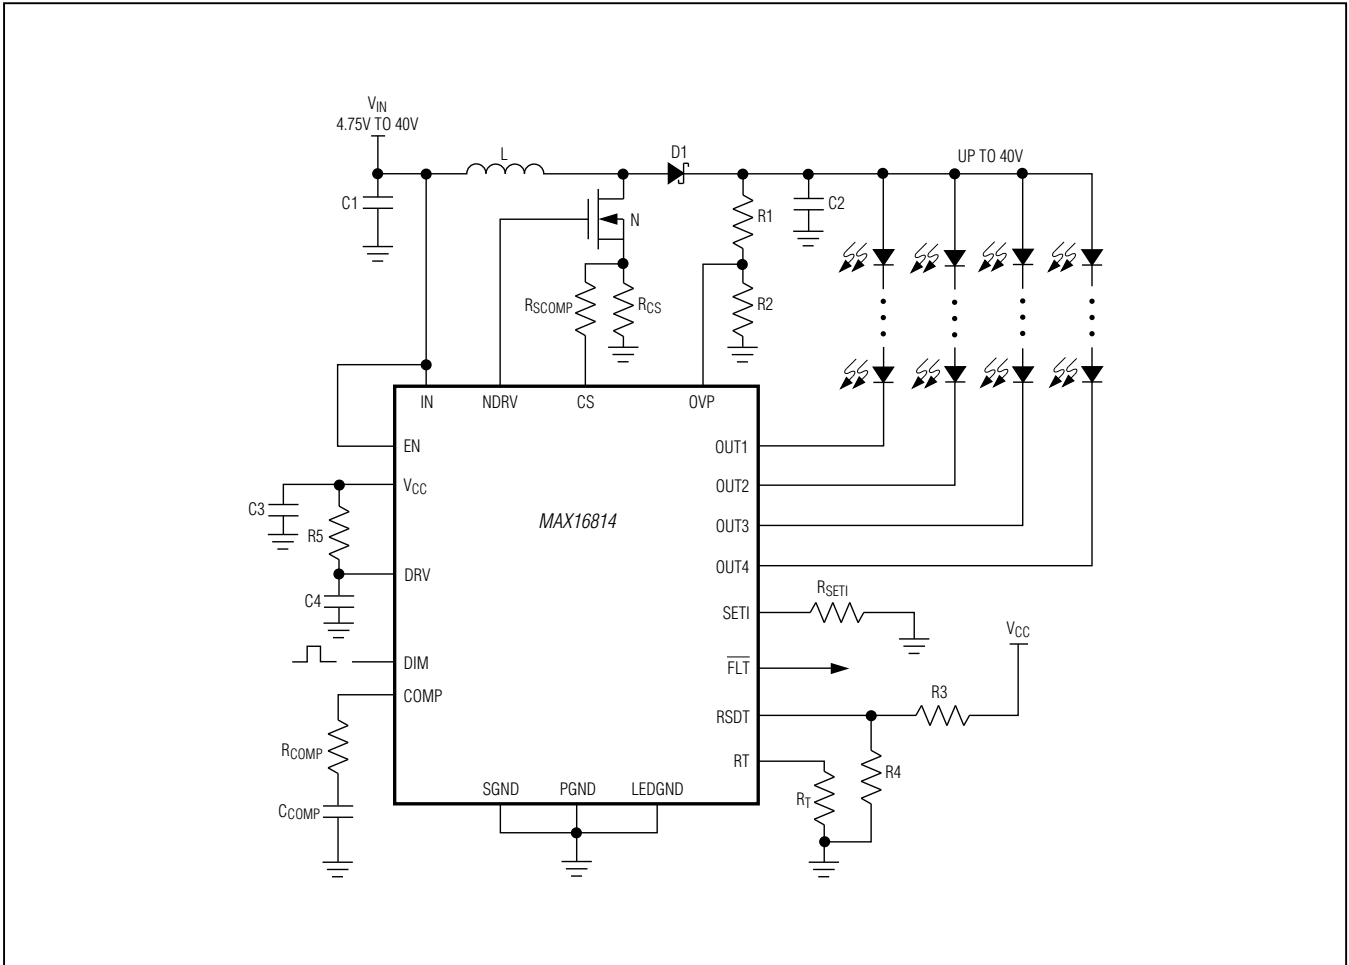 VIN
4.75V TO 40V
L
D1
UP TO 40V
C1
N
R1
C2
RSCOMP
RCS
R2
IN
NDRV
CS
OVP
EN
OUT1
VCC
OUT2
C3
R5
MAX16814
OUT3
DRV
OUT4
C4
SETI
RSETI
VCC
DIM
FLT
COMP
RSDT
R3
RCOMP
RT
R4
SGND
PGND
LEDGND
RT
CCOMP